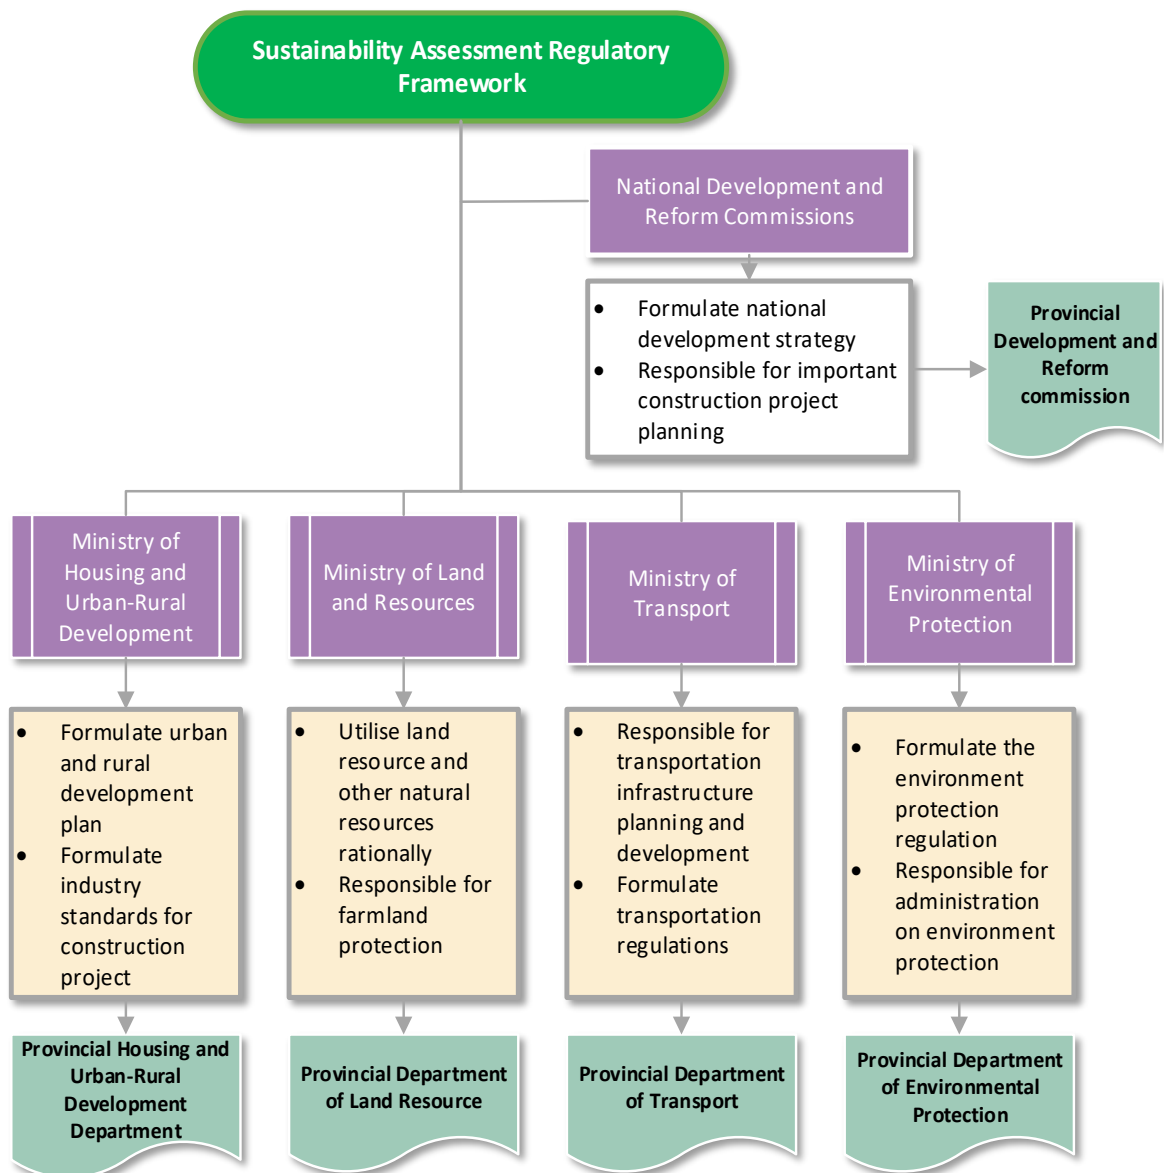 Sustainability Assessment Regulatory
Framework
National Development and
Reform Commissions
• Formulate national
development strategy
• Responsible for important
construction project
planning
Provincial
Development and
Reform
commission
Ministry of
Housing and
Urban-Rural
Development
Ministry of Land
and Resources
Ministry of
Transport
Ministry of
Environmental
Protection
• Formulate urban
and rural
development
plan
• Formulate
industry
standards for
construction
project
• Utilise land
resource and
other natural
resources
rationally
• Responsible for
farmland
protection
• Responsible for
transportation
infrastructure
planning and
development
• Formulate
transportation
regulations
• Formulate the
environment
protection
regulation
• Responsible for
administration
on environment
protection
Provincial Housing and
Urban-Rural
Development
Department
Provincial Department
of Land Resource
Provincial Department
of Transport
Provincial Department
of Environmental
Protection